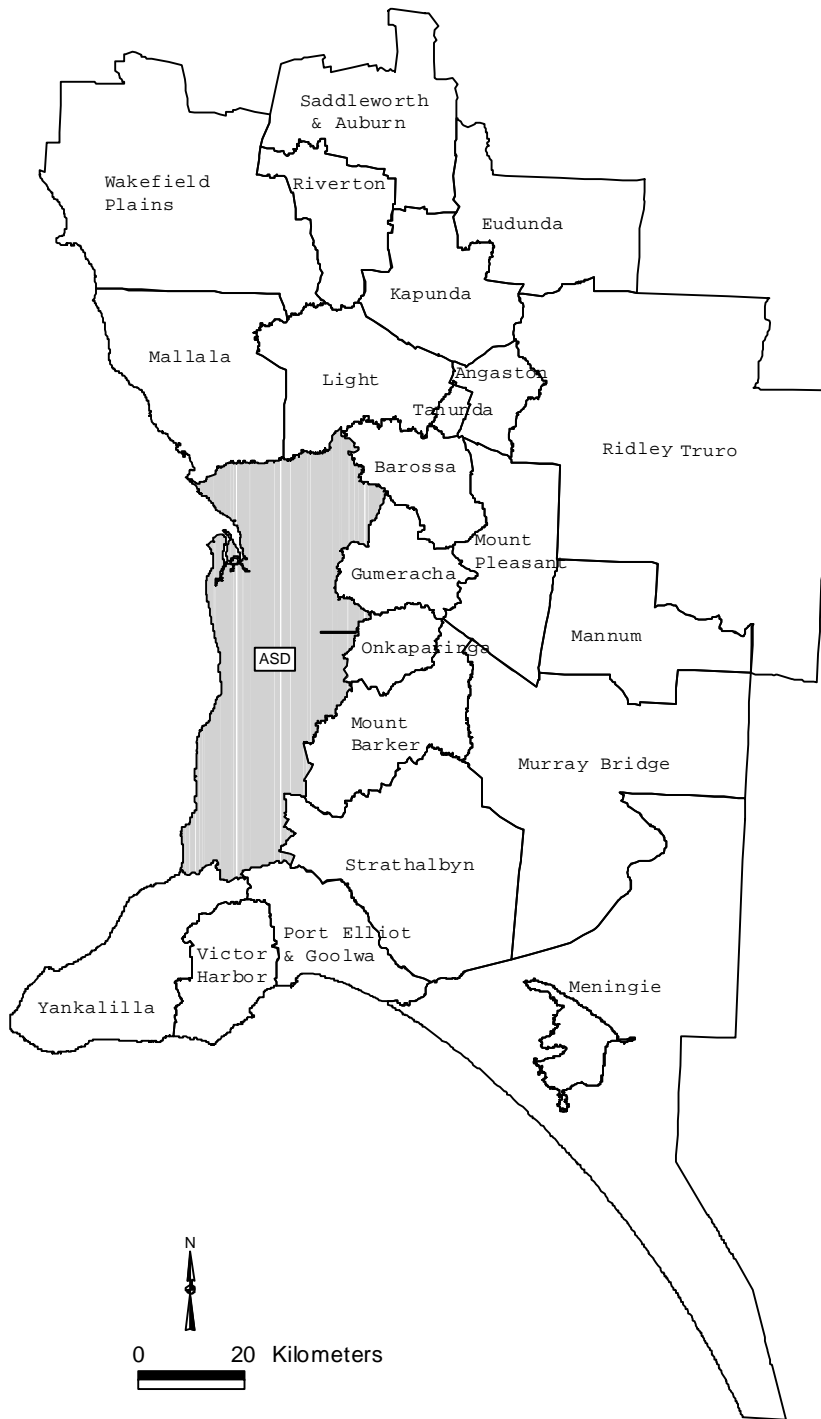 Saddleworth
& Auburn
Wakefield
Plains
Riverton
Eudunda
Kapunda
Mallala
Light
Angaston
Tanunda
Barossa
Ridley Truro
Mount
Pleasant
Gumeracha
Mannum
Onkaparinga
ASD
Mount
Barker
Murray Bridge
Strathalbyn
Port Elliot
& Goolwa
Victor
Harbor
Yankalilla
Meningie
N
0 20 Kilometers